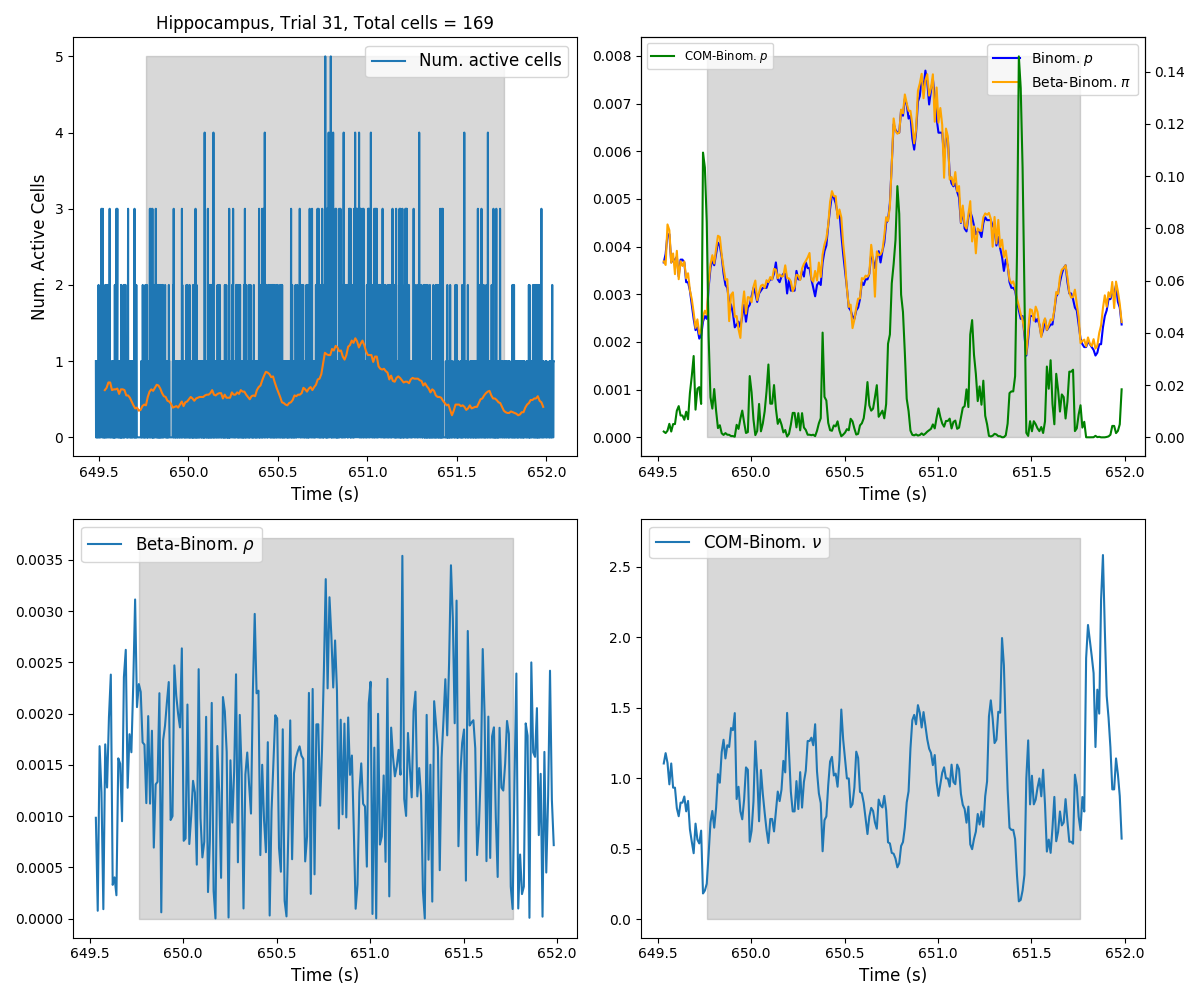 Hippocampus, Trial 31, Total cells = 169
Num. active cells
Num. Active Cells
5
4
3
2
1
0
649.5 650.0 650.5 651.0 651.5 652.0
Time (s)
COM-Binom. p
Binom. p
Beta-Binom. π
0.008
0.007
0.006
0.005
0.004
0.003
0.002
0.001
0.000
0.14
0.12
0.10
0.08
0.06
0.04
0.02
0.00
649.5 650.0 650.5 651.0 651.5 652.0
Time (s)
Beta-Binom. ρ
0.0035
0.0030
0.0025
0.0020
0.0015
0.0010
0.0005
0.0000
649.5 650.0 650.5 651.0 651.5 652.0
Time (s)
COM-Binom. ν
2.5
2.0
1.5
1.0
0.5
0.0
649.5 650.0 650.5 651.0 651.5 652.0
Time (s)